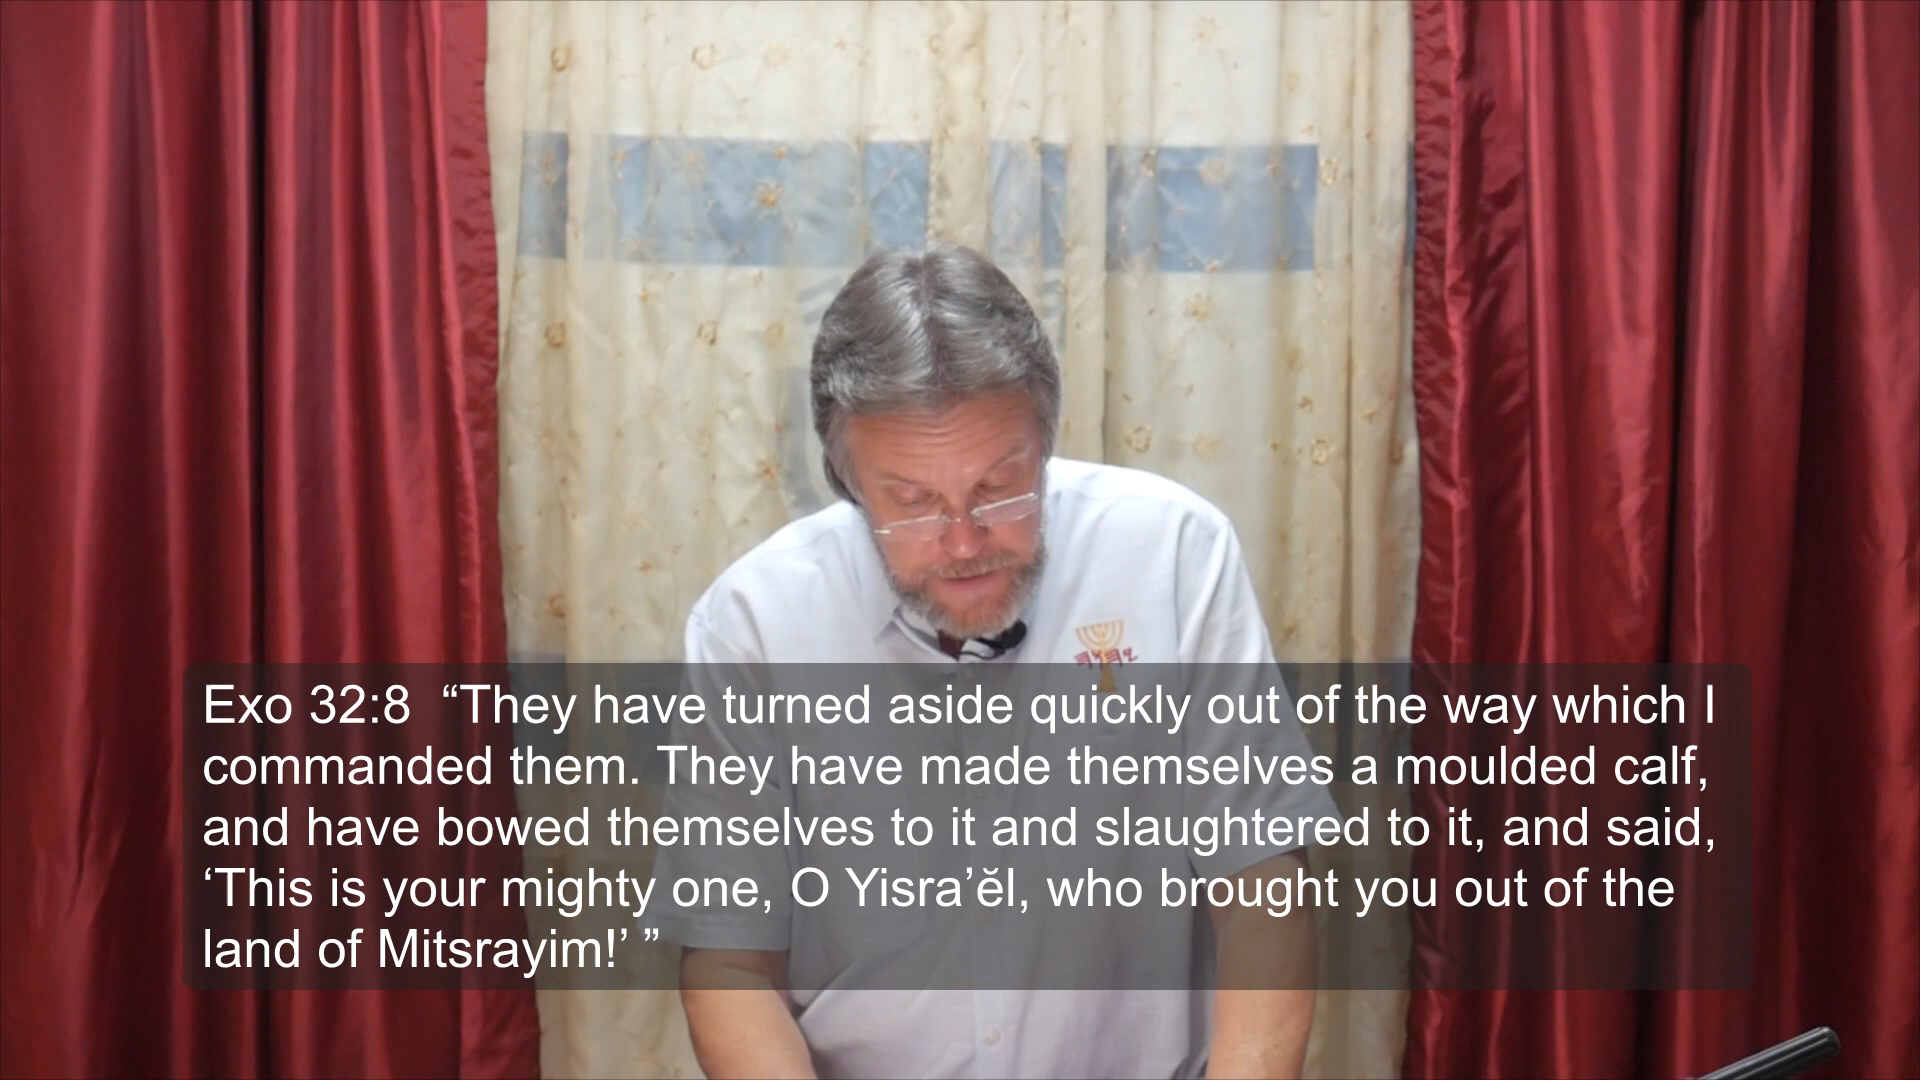 𐤉𐤄𐤅𐤄
Exo 32:8  “They have turned aside quickly out of the way which I
commanded them. They have made themselves a moulded calf,
and have bowed themselves to it and slaughtered to it, and said,
‘This is your mighty one, O Yisra’ĕl, who brought you out of the
land of Mitsrayim!’ ”